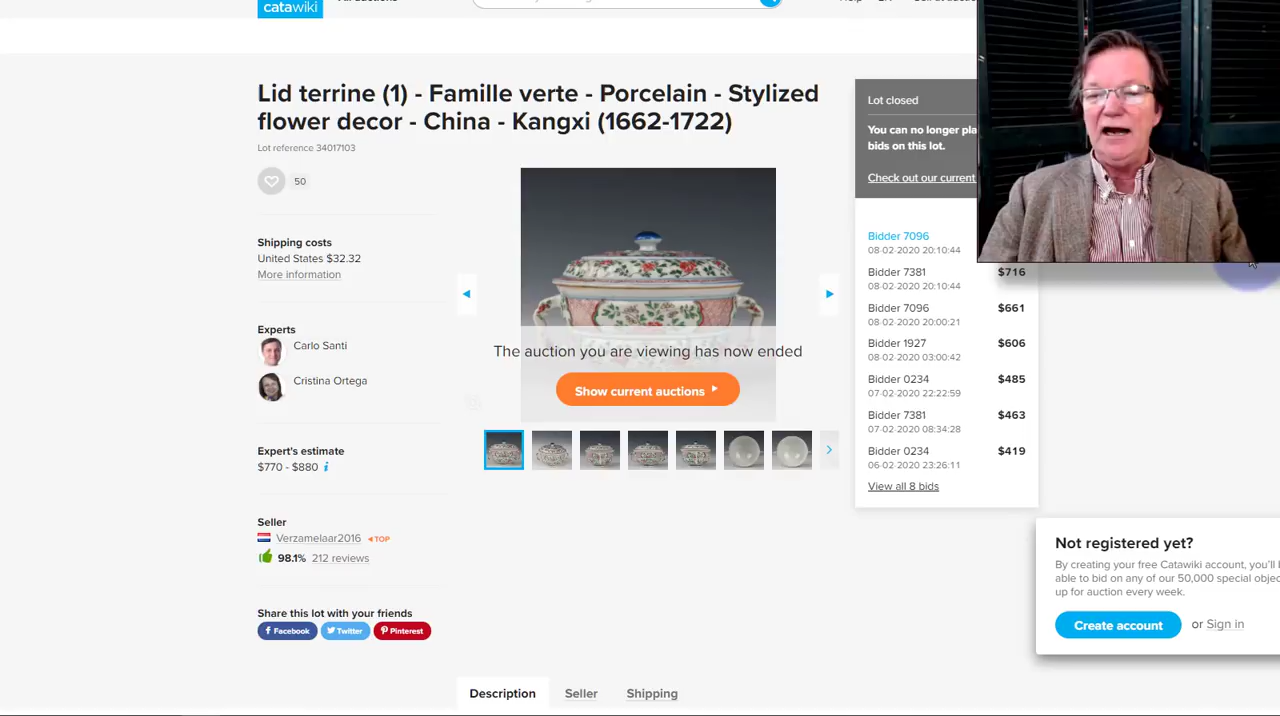 catawiki
Lid terrine (1) - Famille verte - Porcelain - Stylized
flower decor - China - Kangxi (1662-1722)
Lot reference 34017103
50
Shipping costs
United States $32.32
More information
Experts
Carlo Santi
Cristina Ortega
Expert's estimate
$770 - $880 i
Seller
Verzamelaar2016 TOP
98.1% 212 reviews
Share this lot with your friends
Facebook Twitter Pinterest
The auction you are viewing has now ended
Show current auctions
Lot closed
You can no longer pla
bids on this lot.
Check out our current
Bidder 7096
08-02-2020 20:10:44
Bidder 7381 $716
08-02-2020 20:10:44
Bidder 7096 $661
08-02-2020 20:00:21
Bidder 1927 $606
08-02-2020 03:00:42
Bidder 0234 $485
07-02-2020 22:22:59
Bidder 7381 $463
07-02-2020 08:34:28
Bidder 0234 $419
06-02-2020 23:26:11
View all 8 bids
Not registered yet?
By creating your free Catawiki account, you'll b
able to bid on any of our 50,000 special objec
up for auction every week.
Create account or Sign in
Description Seller Shipping